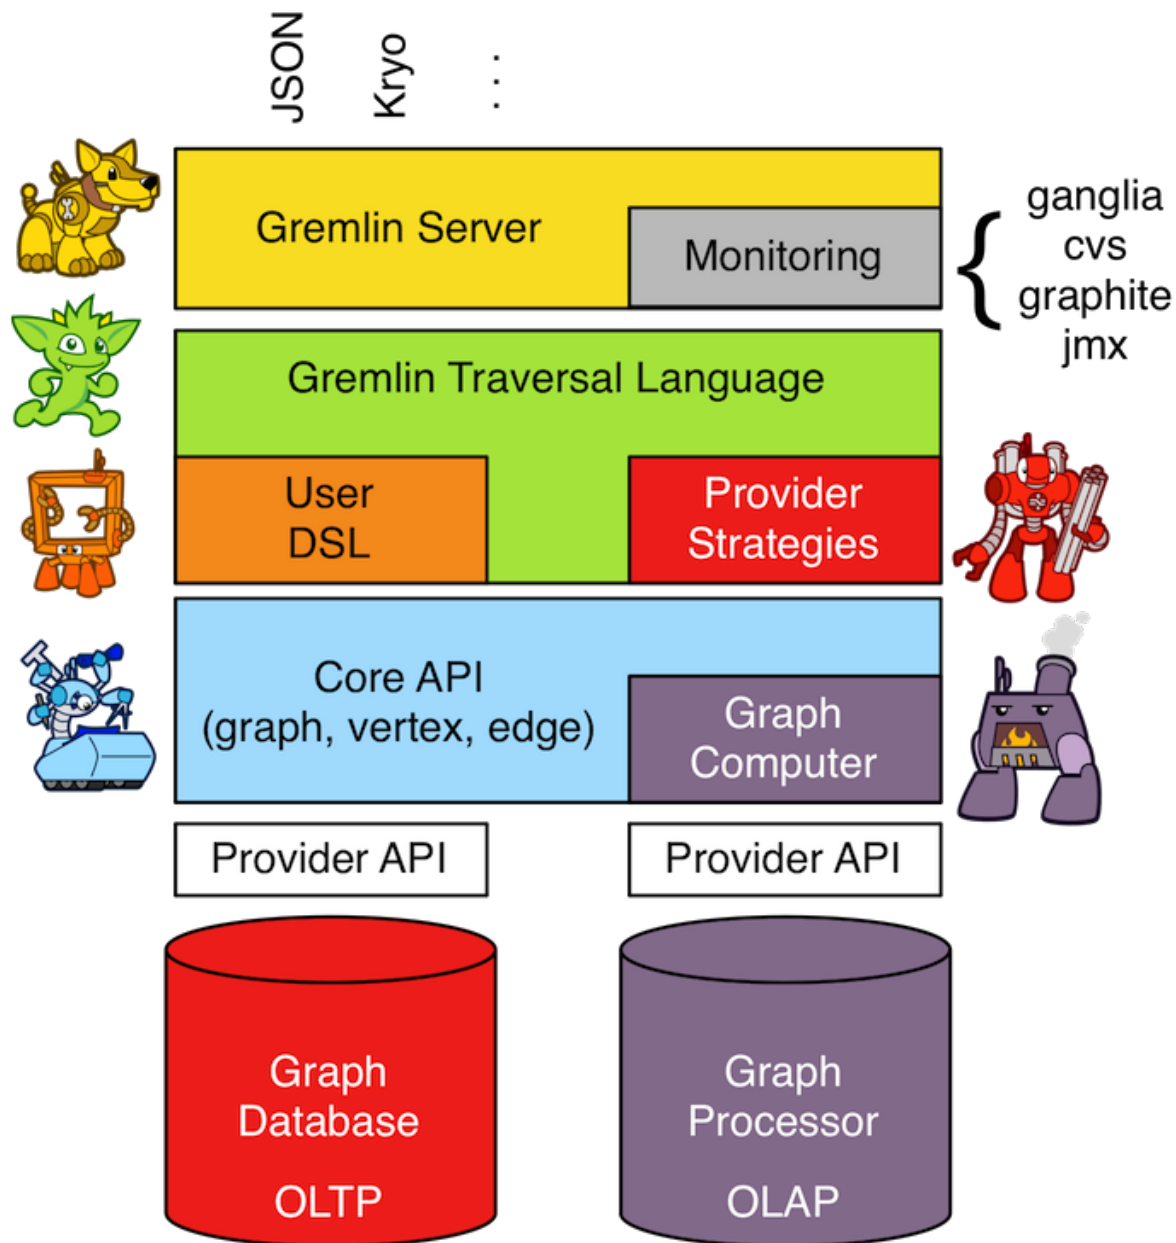 JSON
Kryo
...
Gremlin Server
Monitoring
ganglia
cvs
graphite
jmx
Gremlin Traversal Language
User
DSL
Provider
Strategies
Core API
(graph, vertex, edge)
Graph
Computer
Provider API
Provider API
Graph
Database
OLTP
Graph
Processor
OLAP